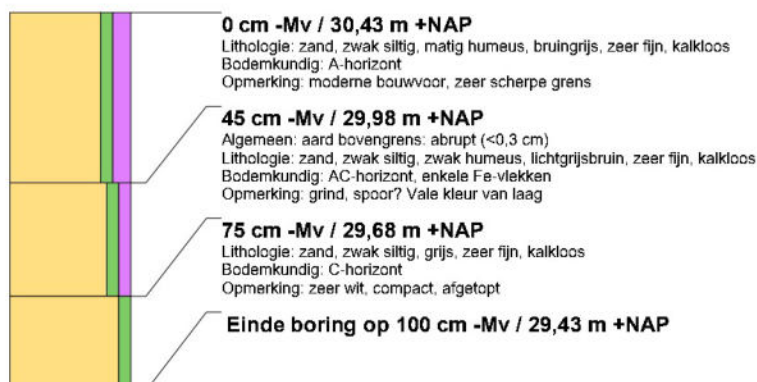 0 cm -Mv / 30,43 m +NAP
Lithologie: zand, zwak siltig, matig humeus, bruingrijs, zeer fijn, kalkloos
Bodemkundig: A-horizont
Opmerking: moderne bouwvoor, zeer scherpe grens
45 cm -Mv / 29,98 m +NAP
Algemeen: aard bovengrens: abrupt (<0,3 cm)
Lithologie: zand, zwak siltig, zwak humeus, lichtgrijsbruin, zeer fijn, kalkloos
Bodemkundig: AC-horizont, enkele Fe-vlekken
Opmerking: grind, spoor? Vale kleur van laag
75 cm -Mv / 29,68 m +NAP
Lithologie: zand, zwak siltig, grijs, zeer fijn, kalkloos
Bodemkundig: C-horizont
Opmerking: zeer wit, compact, afgetopt
Einde boring op 100 cm -Mv / 29,43 m +NAP